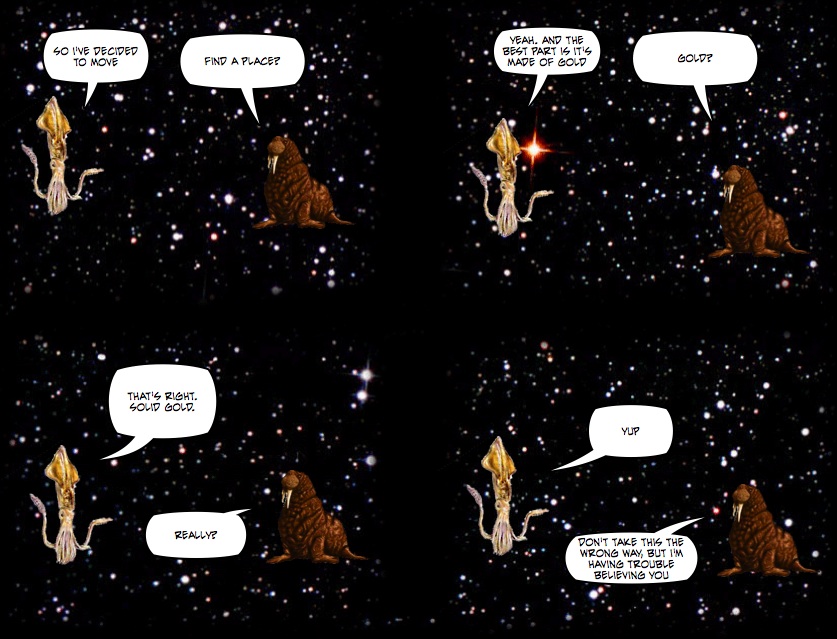 SO I'VE DECIDED
TO MOVE
FIND A PLACE?
YEAH. AND THE
BEST PART IS IT'S
MADE OF GOLD
GOLD?
THAT'S RIGHT.
SOLID GOLD.
REALLY?
YUP
DON'T TAKE THIS THE
WRONG WAY, BUT I'M
HAVING TROUBLE
BELIEVING YOU